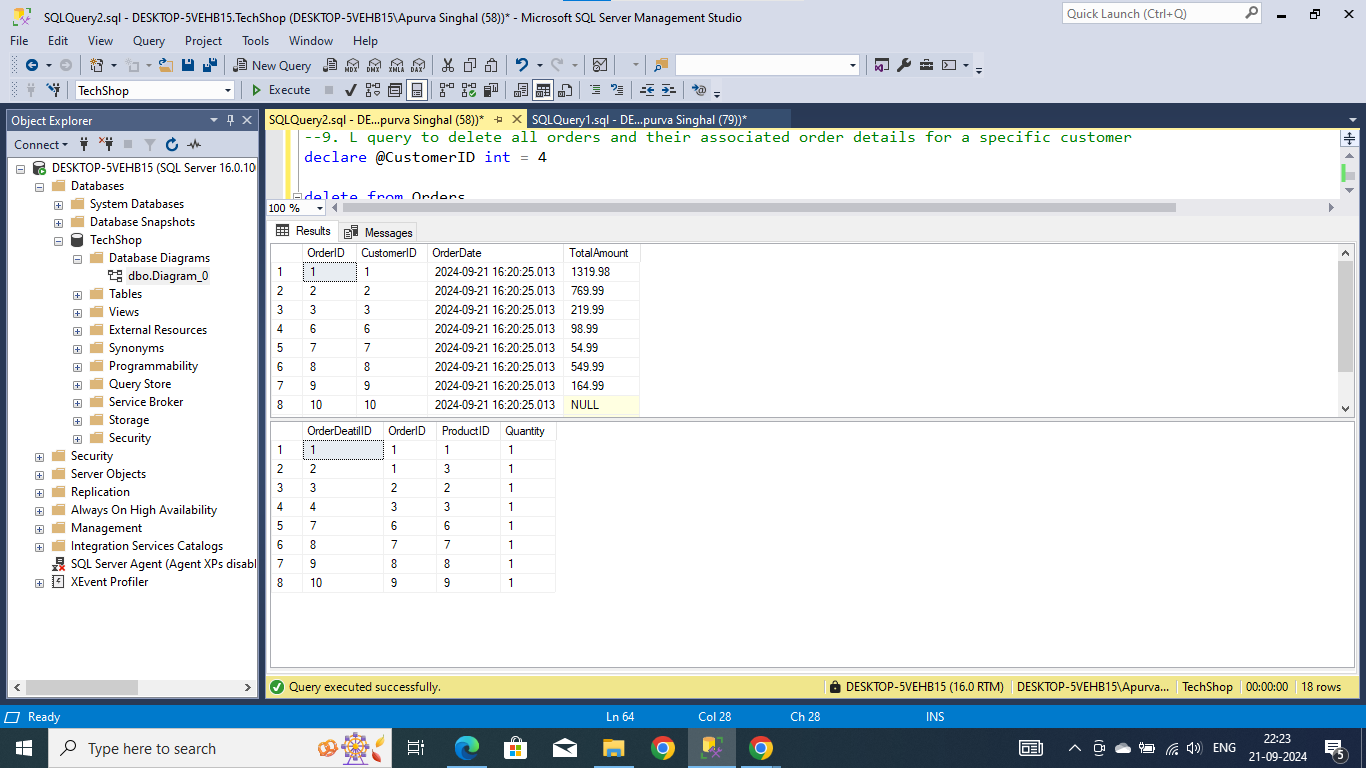 SQLQuery2.sql - DESKTOP-5VEHB15.TechShop (DESKTOP-5VEHB15\Apurva Singhal (58))* - Microsoft SQL Server Management Studio
Quick Launch (Ctrl+Q)
File Edit View Query Project Tools Window Help
New Query MDX DMX XMLA DAX
TechShop Execute
Object Explorer
SQLQuery2.sql - DE...purva Singhal (58))* SQLQuery1.sql - DE...purva Singhal (79))*
Connect
DESKTOP-5VEHB15 (SQL Server 16.0.10
Databases
System Databases
Database Snapshots
TechShop
Database Diagrams
dbo.Diagram_0
Tables
Views
External Resources
Synonyms
Programmability
Query Store
Service Broker
Storage
Security
Security
Server Objects
Replication
Always On High Availability
Management
Integration Services Catalogs
SQL Server Agent (Agent XPs disabl
XEvent Profiler
--9. L query to delete all orders and their associated order details for a specific customer
declare @CustomerID int = 4
delete from Orders
100 %
Results Messages
OrderID CustomerID OrderDate TotalAmount
1 1 1 2024-09-21 16:20:25.013 1319.98
2 2 2 2024-09-21 16:20:25.013 769.99
3 3 3 2024-09-21 16:20:25.013 219.99
4 6 6 2024-09-21 16:20:25.013 98.99
5 7 7 2024-09-21 16:20:25.013 54.99
6 8 8 2024-09-21 16:20:25.013 549.99
7 9 9 2024-09-21 16:20:25.013 164.99
8 10 10 2024-09-21 16:20:25.013 NULL
OrderDeatilID OrderID ProductID Quantity
1 1 1 1 1
2 2 1 3 1
3 3 2 2 1
4 4 3 3 1
5 7 6 6 1
6 8 7 7 1
7 9 8 8 1
8 10 9 9 1
Query executed successfully. DESKTOP-5VEHB15 (16.0 RTM) DESKTOP-5VEHB15\Apurva... TechShop 00:00:00 18 rows
Ready Ln 64 Col 28 Ch 28 INS
Type here to search
ENG
22:23
21-09-2024
5